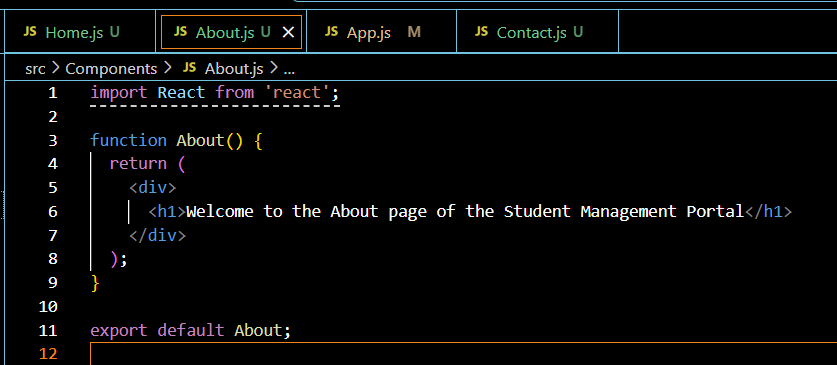 JS Home.js U JS About.js U × JS App.js M JS Contact.js U
src > Components > JS About.js > ...
1 import React from 'react';
2
3 function About() {
4 return (
5 <div>
6 <h1>Welcome to the About page of the Student Management Portal</h1>
7 </div>
8 );
9 }
10
11 export default About;
12